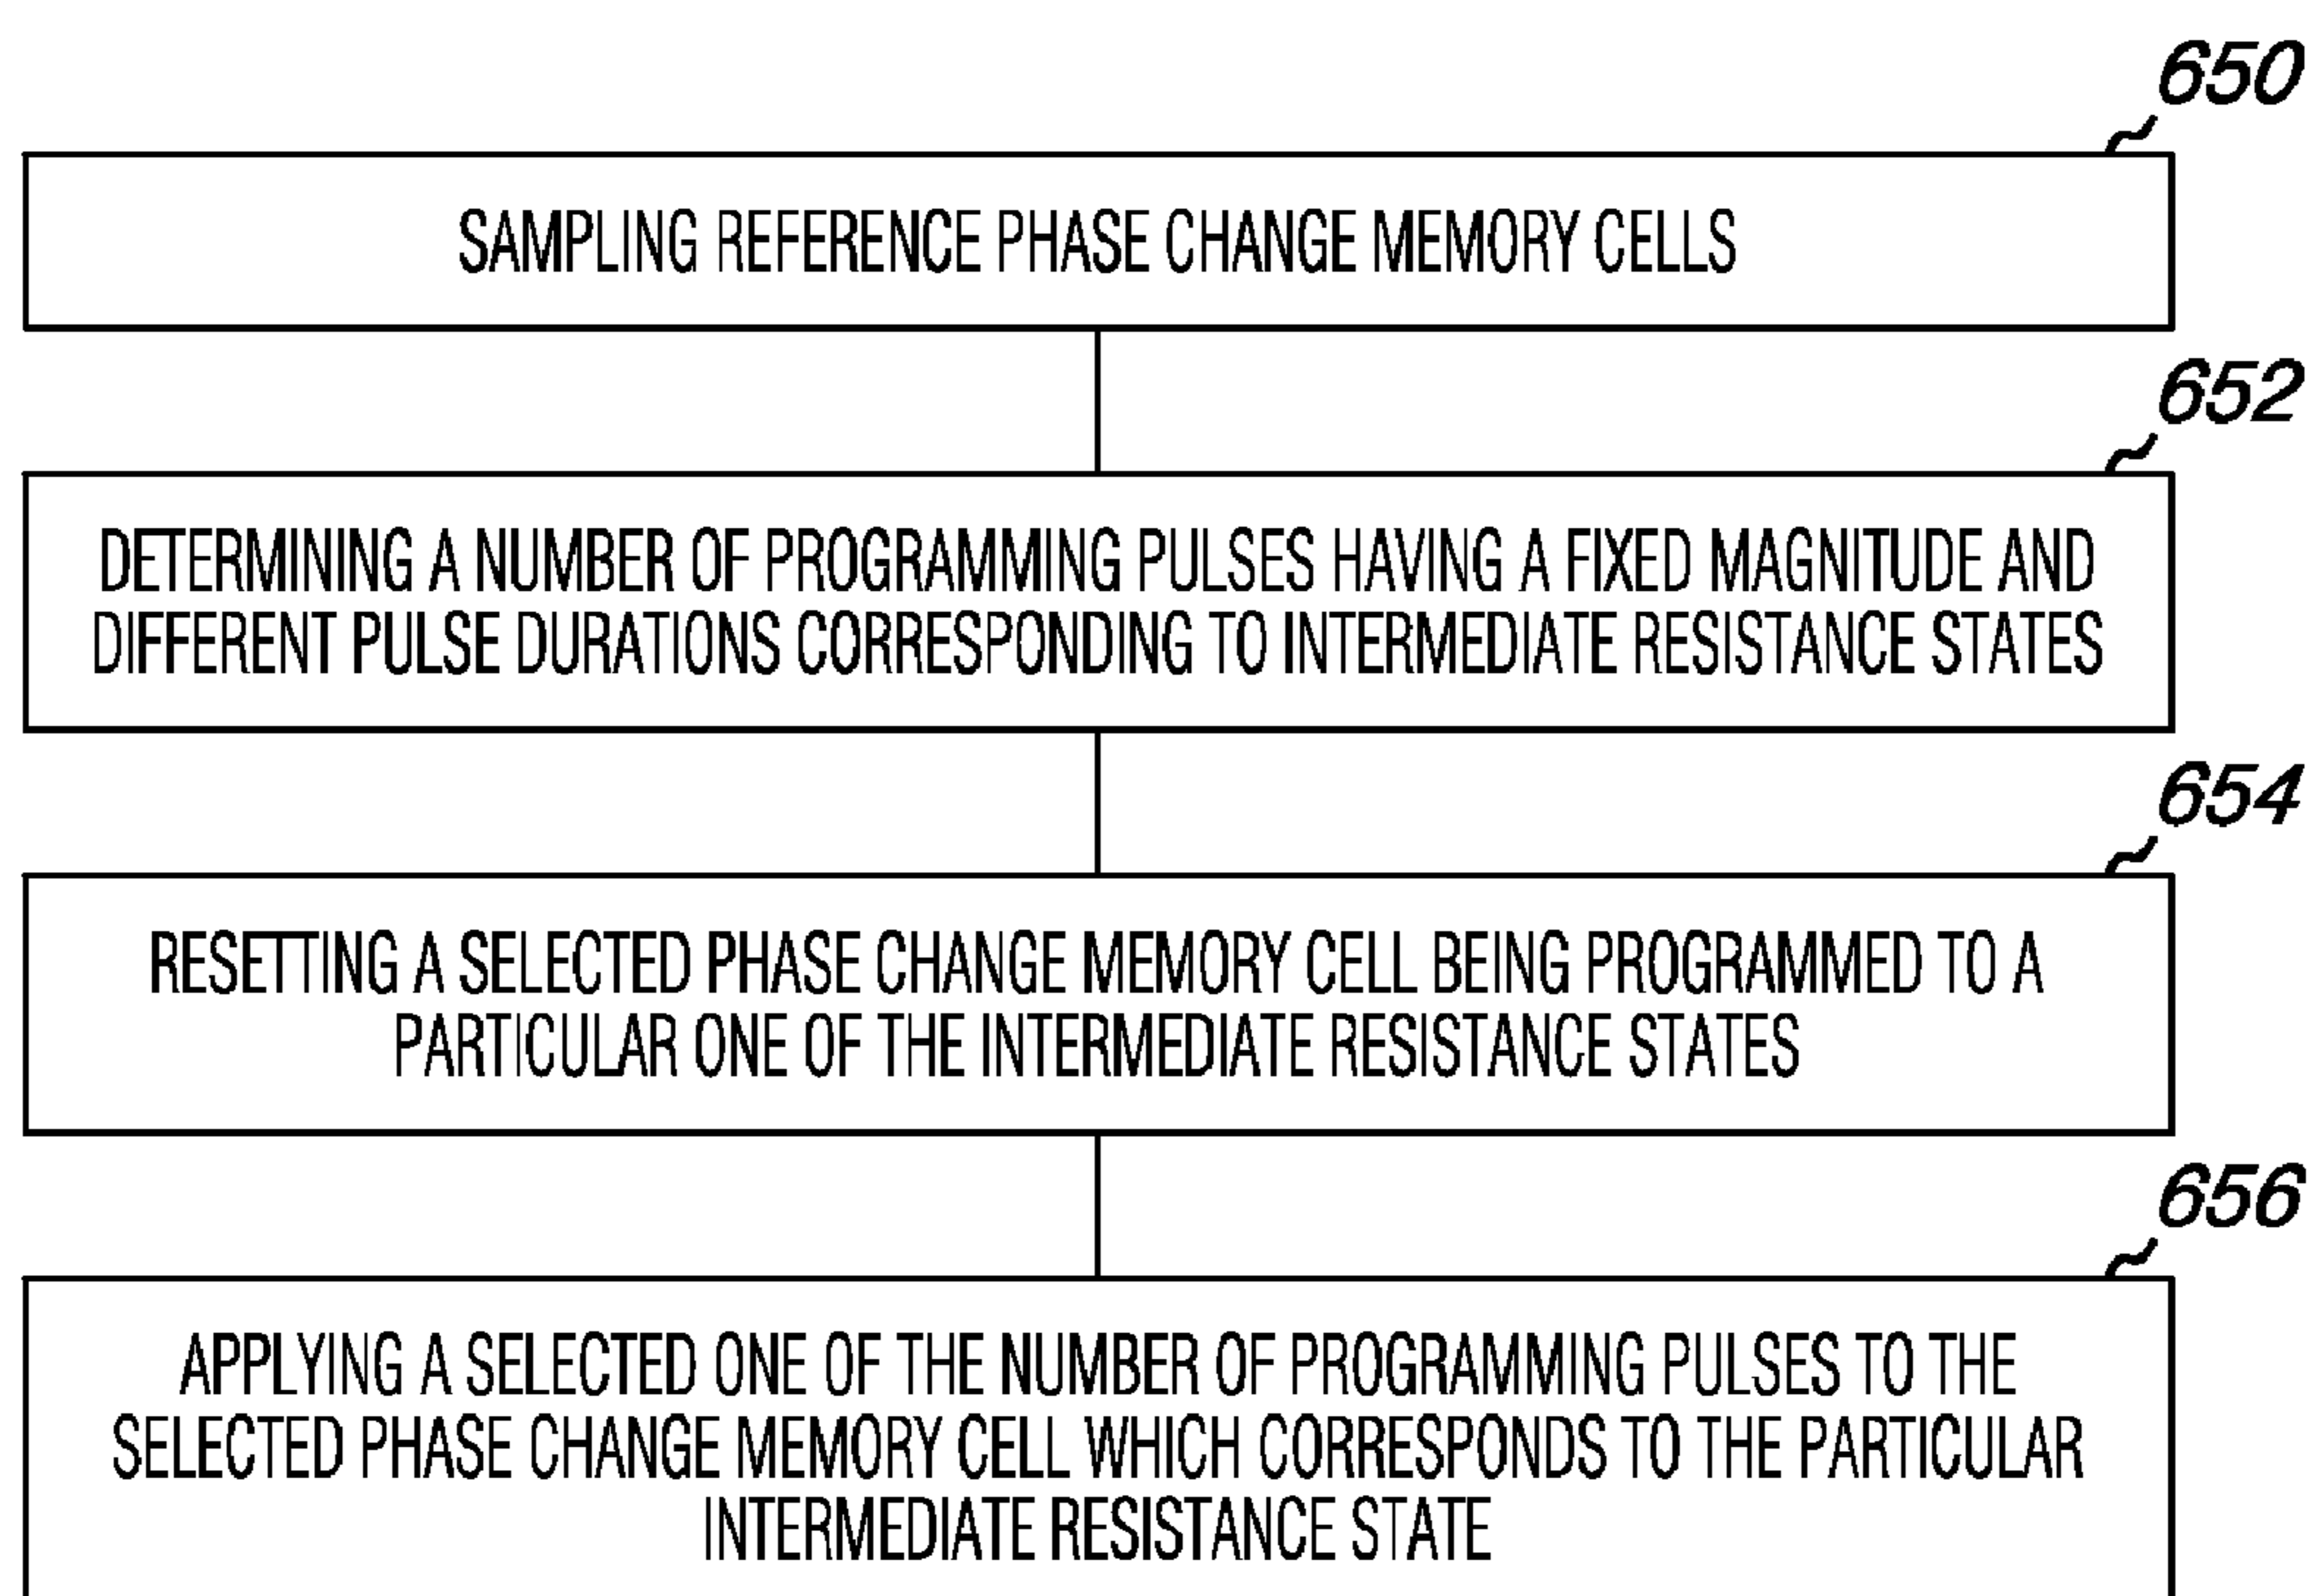 650
SAMPLING REFERENCE PHASE CHANGE MEMORY CELLS
652
DETERMINING A NUMBER OF PROGRAMMING PULSES HAVING A FIXED MAGNITUDE AND
DIFFERENT PULSE DURATIONS CORRESPONDING TO INTERMEDIATE RESISTANCE STATES
654
RESETTING A SELECTED PHASE CHANGE MEMORY CELL BEING PROGRAMMED TO A
PARTICULAR ONE OF THE INTERMEDIATE RESISTANCE STATES
656
APPLYING A SELECTED ONE OF THE NUMBER OF PROGRAMMING PULSES TO THE
SELECTED PHASE CHANGE MEMORY CELL WHICH CORRESPONDS TO THE PARTICULAR
INTERMEDIATE RESISTANCE STATE